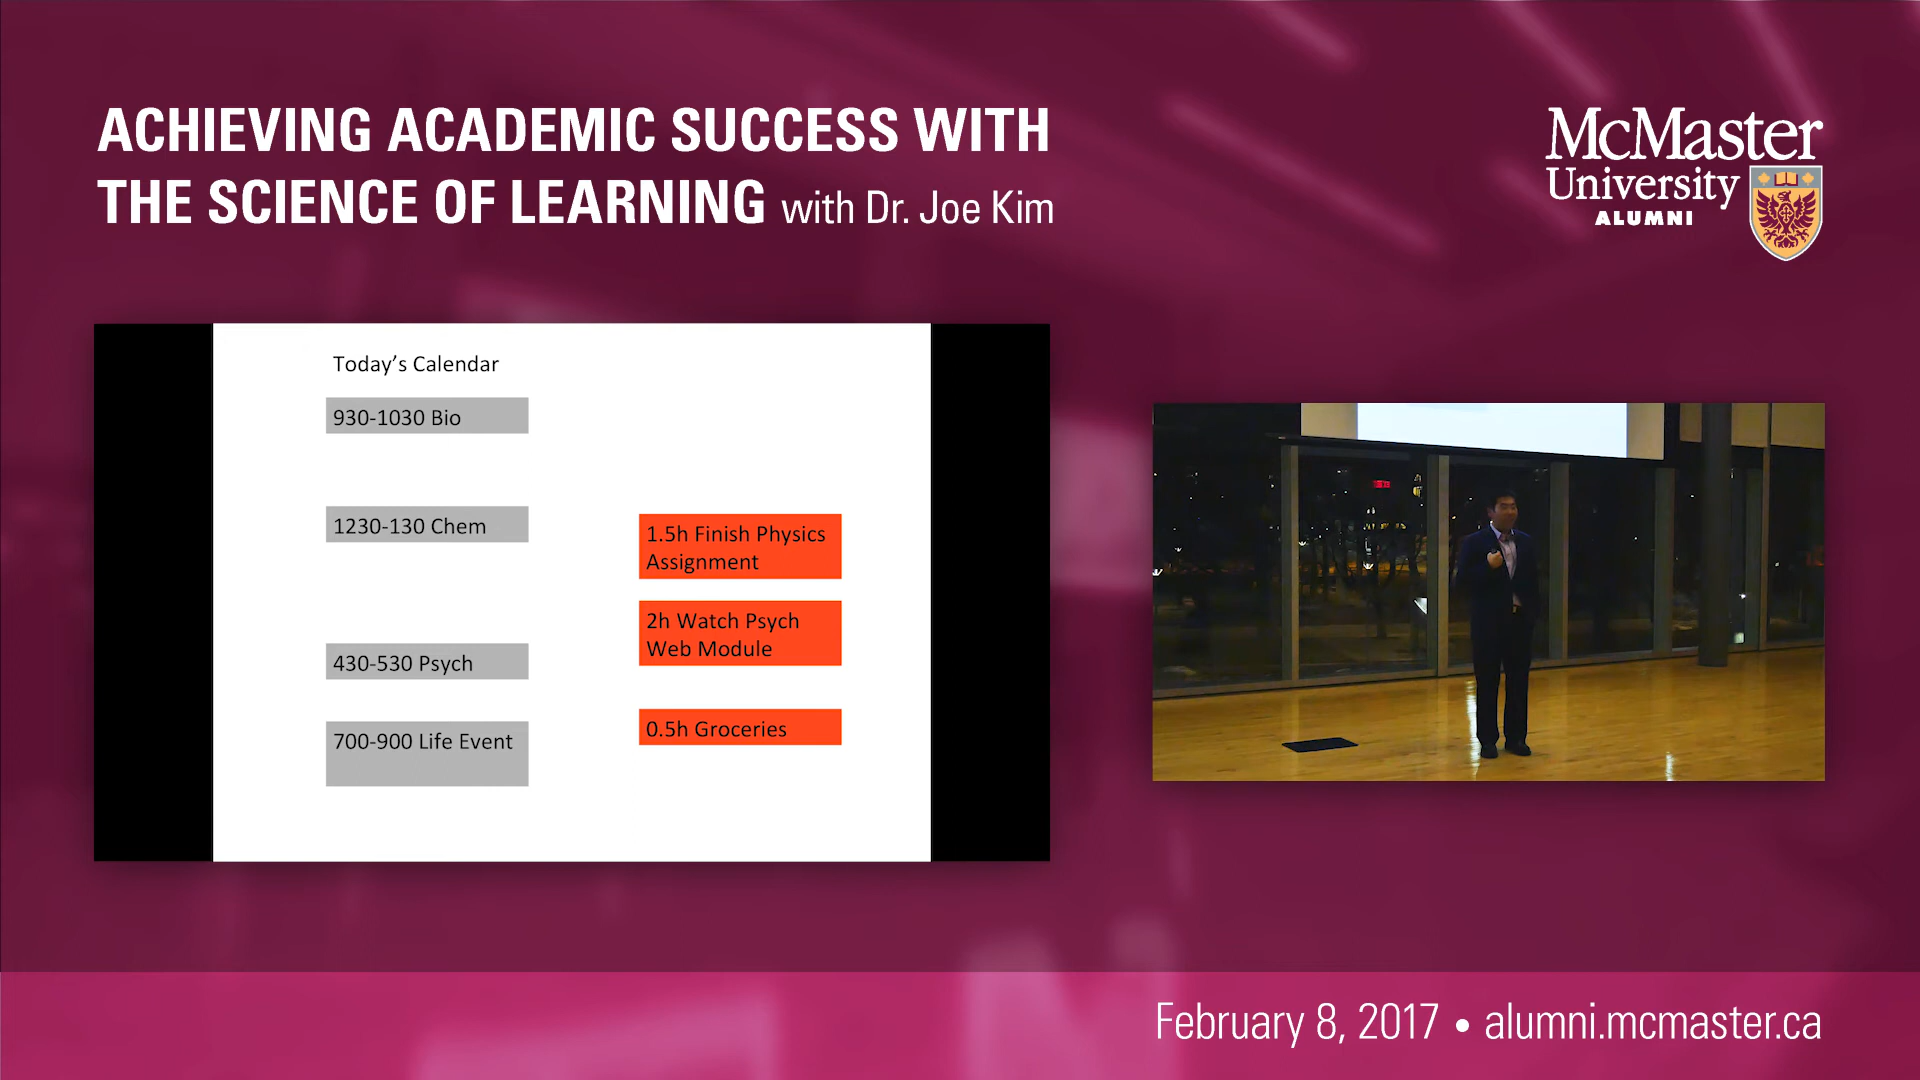 ACHIEVING ACADEMIC SUCCESS WITH
THE SCIENCE OF LEARNING with Dr. Joe Kim
McMaster
University
ALUMNI
Today’s Calendar
930-1030 Bio
1230-130 Chem
430-530 Psych
700-900 Life Event
1.5h Finish Physics
Assignment
2h Watch Psych
Web Module
0.5h Groceries
February 8, 2017 • alumni.mcmaster.ca